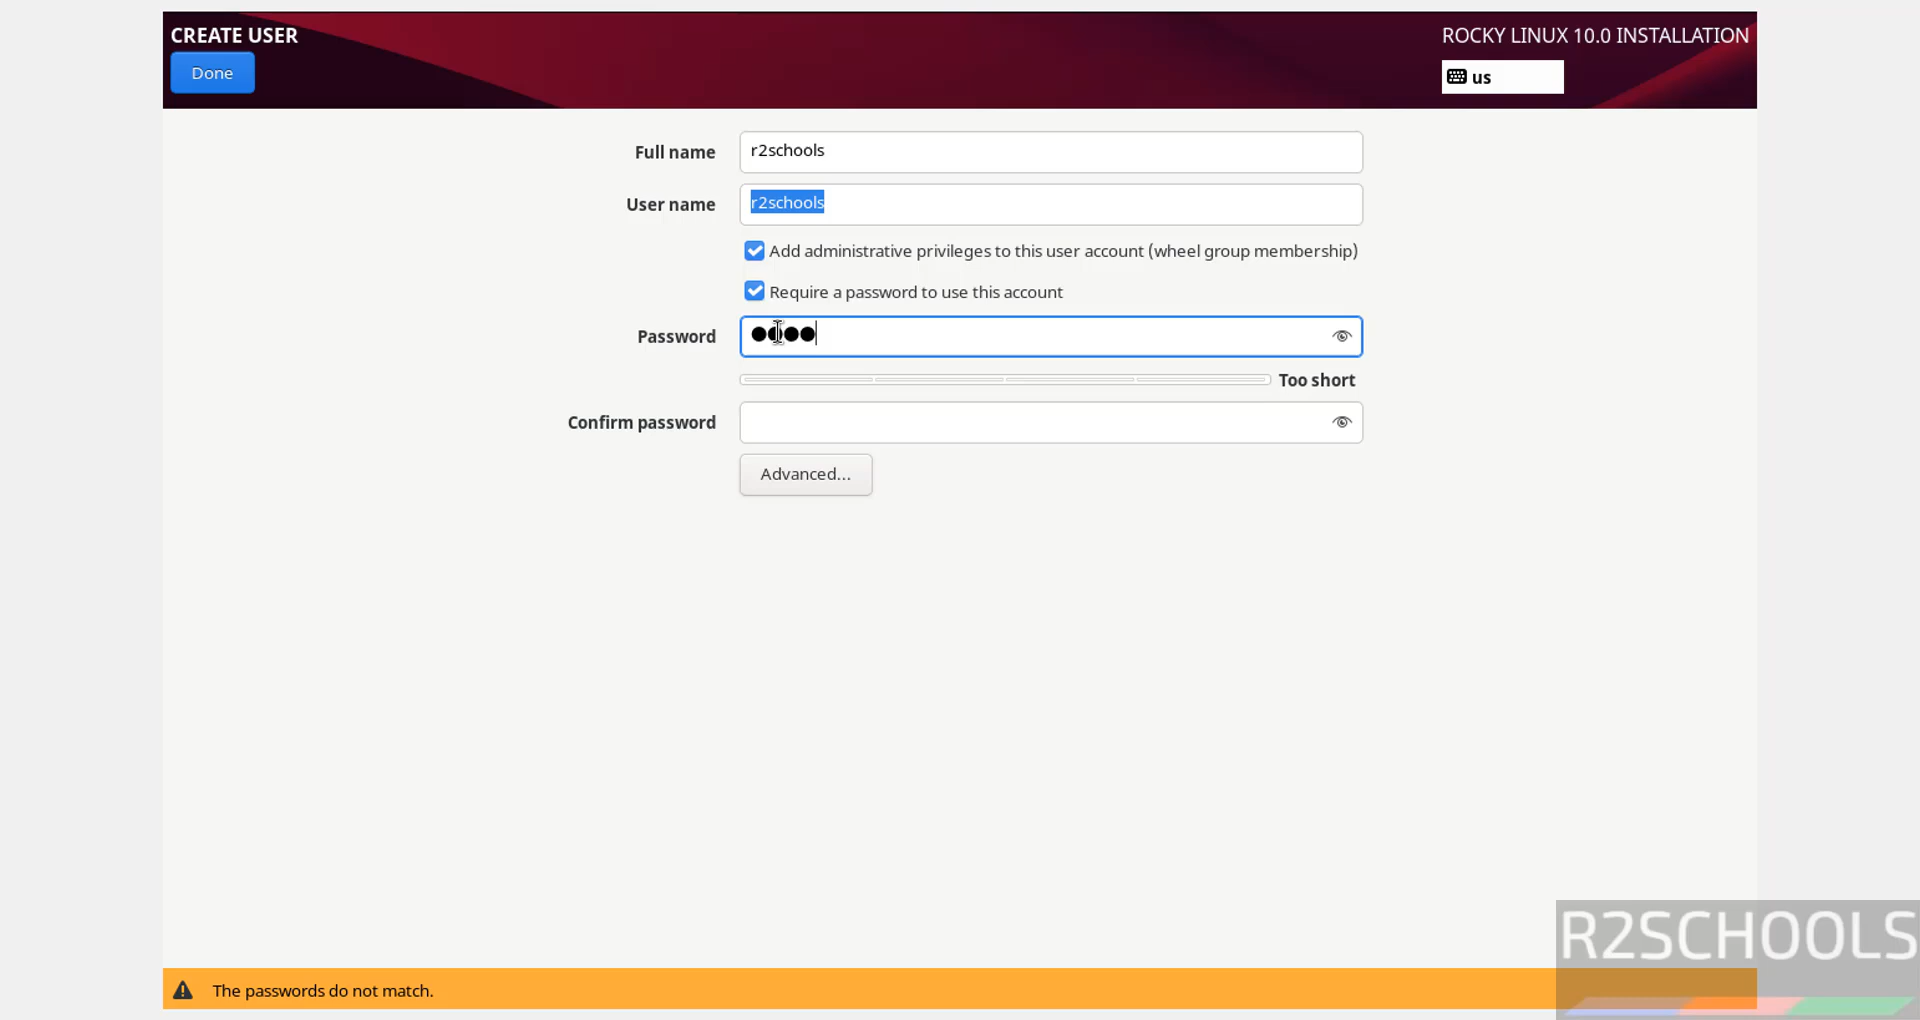 CREATE USER
ROCKY LINUX 10.0 INSTALLATION
Done
us
Full name
r2schools
User name
r2schools
Add administrative privileges to this user account (wheel group membership)
Require a password to use this account
Password
●●●●
Too short
Confirm password
Advanced...
The passwords do not match.
R2SCHOOLS